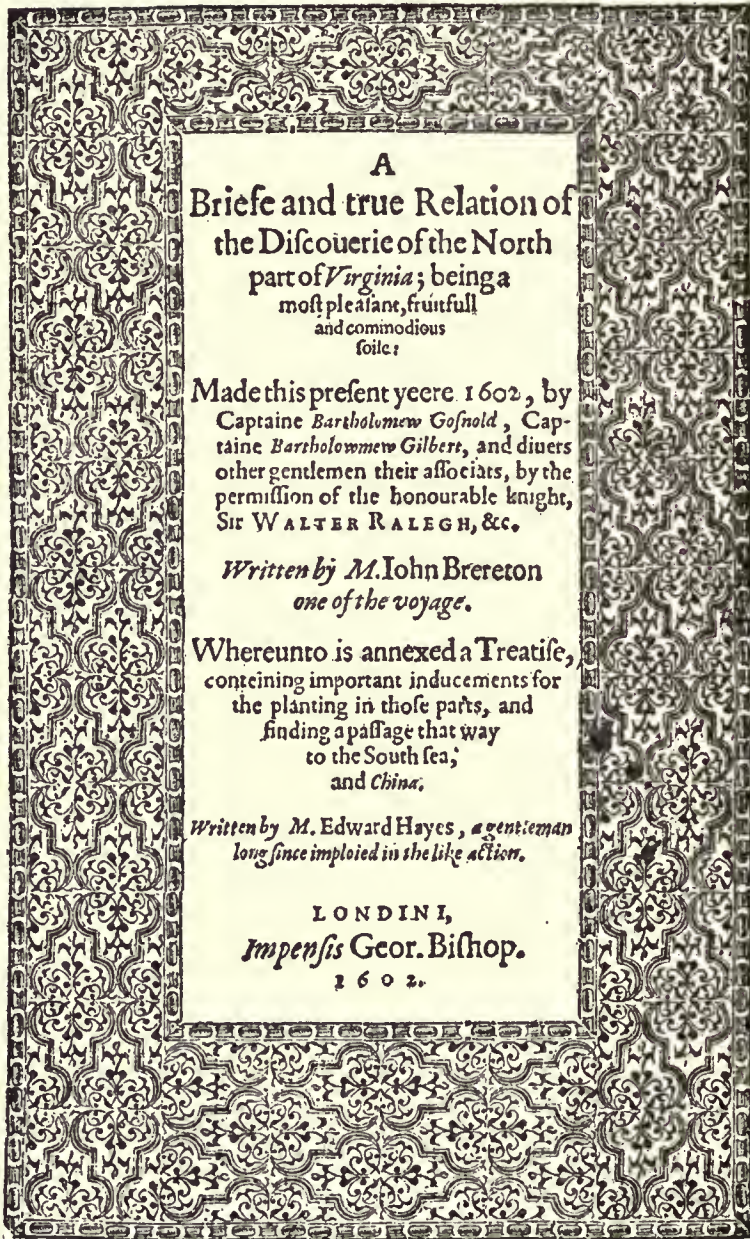 A
Briefe and true Relation of
the Diſcouerie of the North
part of Virginia; being a
moſt pleaſant, fruitfull
and commodious
ſoile:
Made this preſent yeere 1602, by
Captaine Bartholomew Goſnold, Cap-
taine Bartholowmew Gilbert, and diuers
other gentlemen their aſſociats, by the
permiſſion of the honourable knight,
Sir WALTER RALEGH, &c.
Written by M. Iohn Brereton
one of the voyage.
Whereunto is annexed a Treatiſe,
conteining important inducements for
the planting in thoſe parts, and
finding a paſſage that way
to the South ſea,
and China.
Written by M. Edward Hayes, a gentleman
long ſince imploied in the like action.
LONDINI,
Impenſis Geor. Biſhop.
1602.